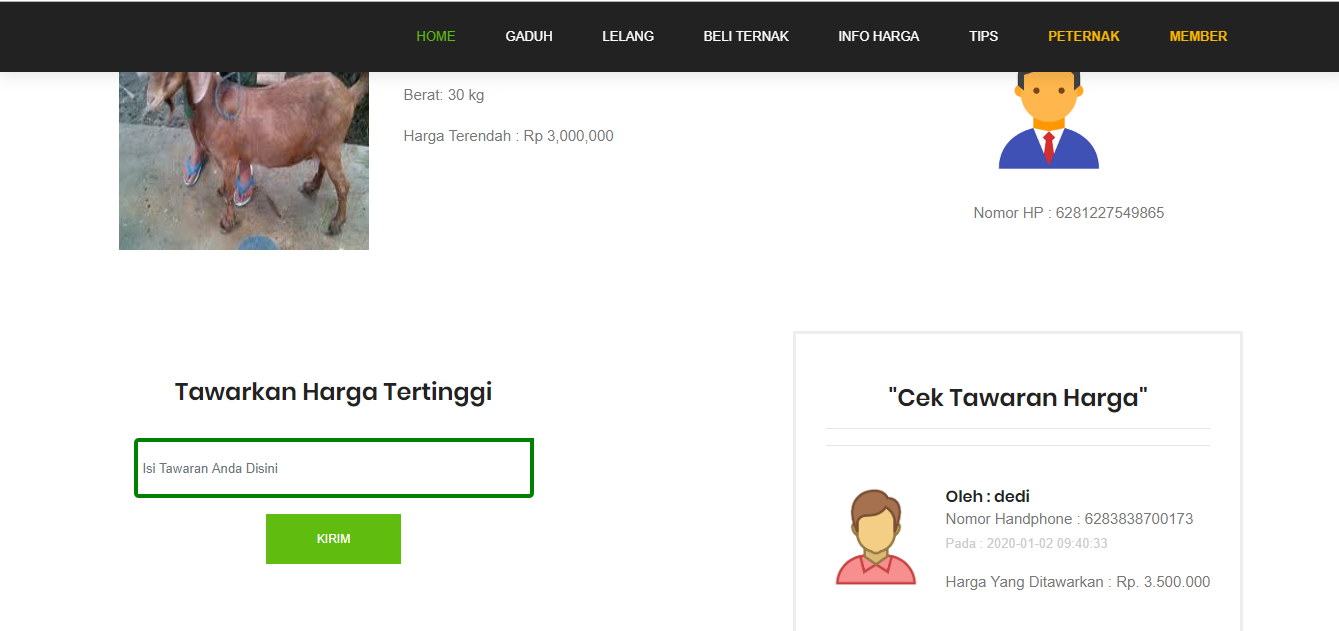 HOME GADUH LELANG BELI TERNAK INFO HARGA TIPS PETERNAK MEMBER
Berat: 30 kg
Harga Terendah : Rp 3,000,000
Nomor HP : 6281227549865
Tawarkan Harga Tertinggi
Isi Tawaran Anda Disini
KIRIM
"Cek Tawaran Harga"
Oleh : dedi
Nomor Handphone : 6283838700173
Pada : 2020-01-02 09:40:33
Harga Yang Ditawarkan : Rp. 3.500.000